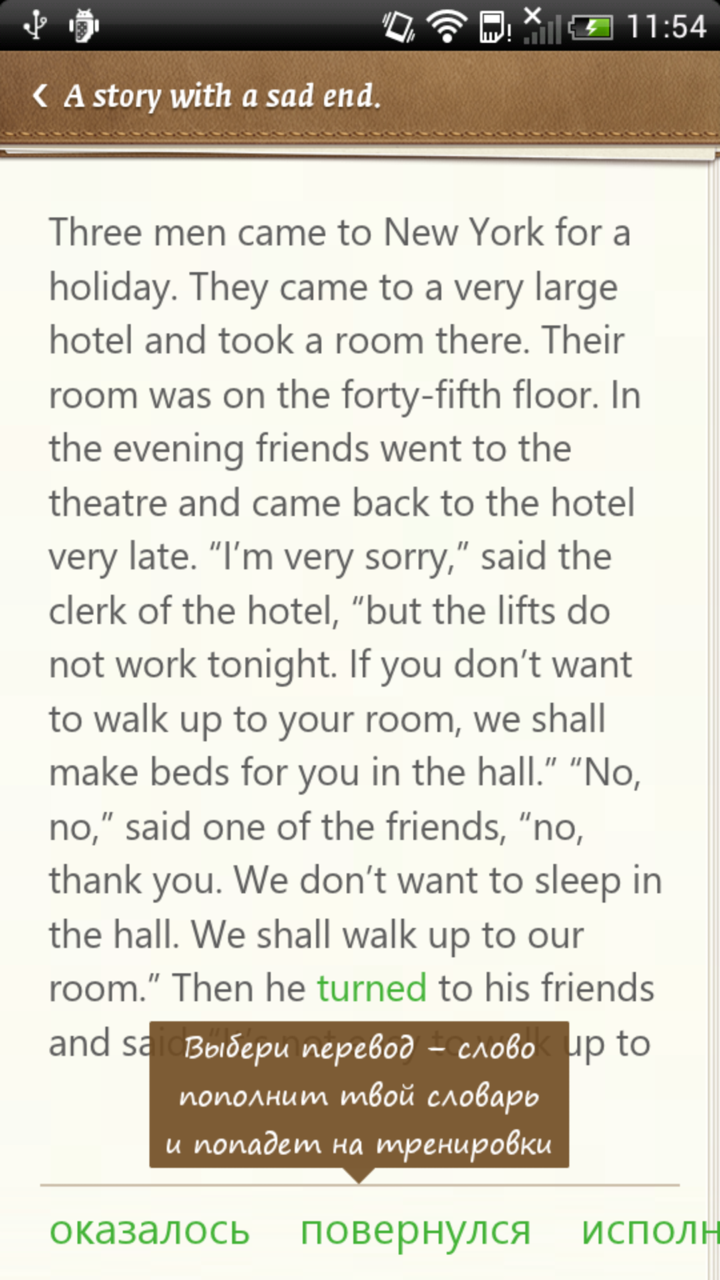 11:54
A story with a sad end.
Three men came to New York for a
holiday. They came to a very large
hotel and took a room there. Their
room was on the forty-fifth floor. In
the evening friends went to the
theatre and came back to the hotel
very late. “I’m very sorry,” said the
clerk of the hotel, “but the lifts do
not work tonight. If you don’t want
to walk up to your room, we shall
make beds for you in the hall.” “No,
no,” said one of the friends, “no,
thank you. We don’t want to sleep in
the hall. We shall walk up to our
room.” Then he turned to his friends
and said, “It’s not easy to walk up to
Выбери перевод – слово
пополнит твой словарь
и попадет на тренировки
оказалось повернулся исполн